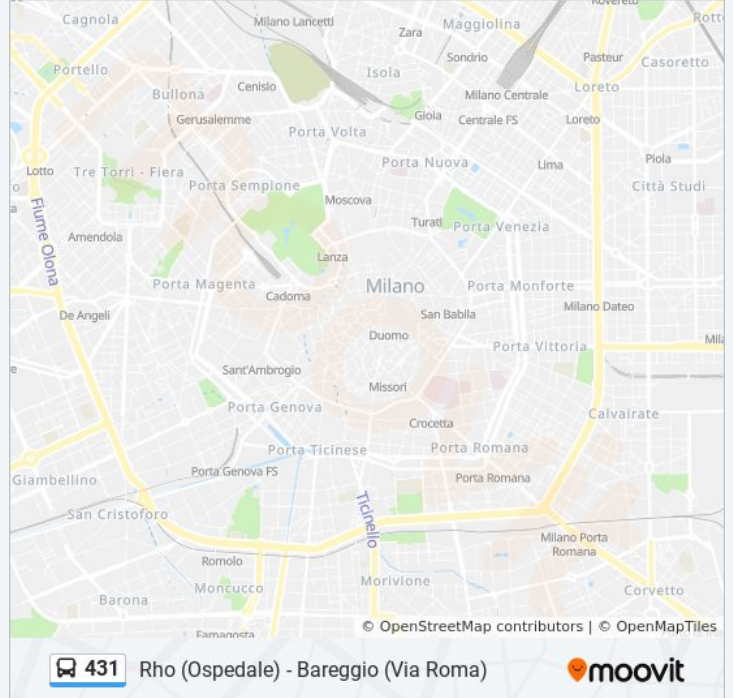 Rovereto
Cagnola
Milano Lancetti
Zara
Maggiolina
Rott
Portello
Sondrio
Pasteur
Casoretto
Isola
Bullona
Cenisio
Milano Centrale
Loreto
Gerusalemme
Gioia
Centrale FS
Loreto
Porta Volta
Lotto
Tre Torri - Fiera
Porta Nuova
Lima
Piola
o
Porta Sempione
Città Studi
a
Moscova
Fiume Olona
Turati
Porta Venezia
Amendola
Lanza
Porta Magenta
Cadorna
Milano
Porta Monforte
De Angeli
San Babila
Milano Dateo
Duomo
Porta Vittoria
Mila
e
Sant'Ambrogio
Missori
Porta Genova
Crocetta
Calvairate
Porta Ticinese
Porta Romana
Giambellino
Porta Genova FS
Porta Romana
San Cristoforo
Ticinello
Milano Porta
Romana
Romolo
Moncucco
Morivione
Corvetto
Barona
Famagosta
© OpenStreetMap contributors | © OpenMapTiles
431 Rho (Ospedale) - Bareggio (Via Roma)
moovit